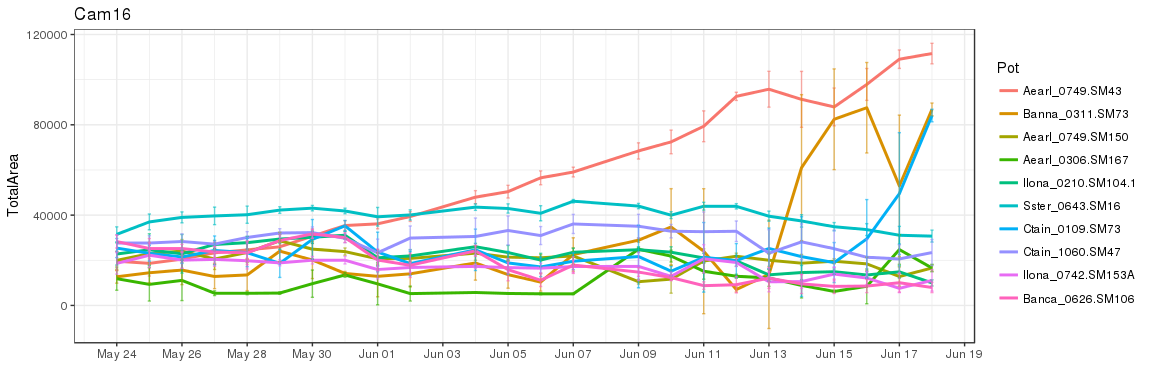 Cam16
TotalArea
120000
80000
40000
0
May 24 May 26 May 28 May 30 Jun 01 Jun 03 Jun 05 Jun 07 Jun 09 Jun 11 Jun 13 Jun 15 Jun 17 Jun 19
Pot
Aearl_0749.SM43
Banna_0311.SM73
Aearl_0749.SM150
Aearl_0306.SM167
Ilona_0210.SM104.1
Sster_0643.SM16
Ctain_0109.SM73
Ctain_1060.SM47
Ilona_0742.SM153A
Banca_0626.SM106